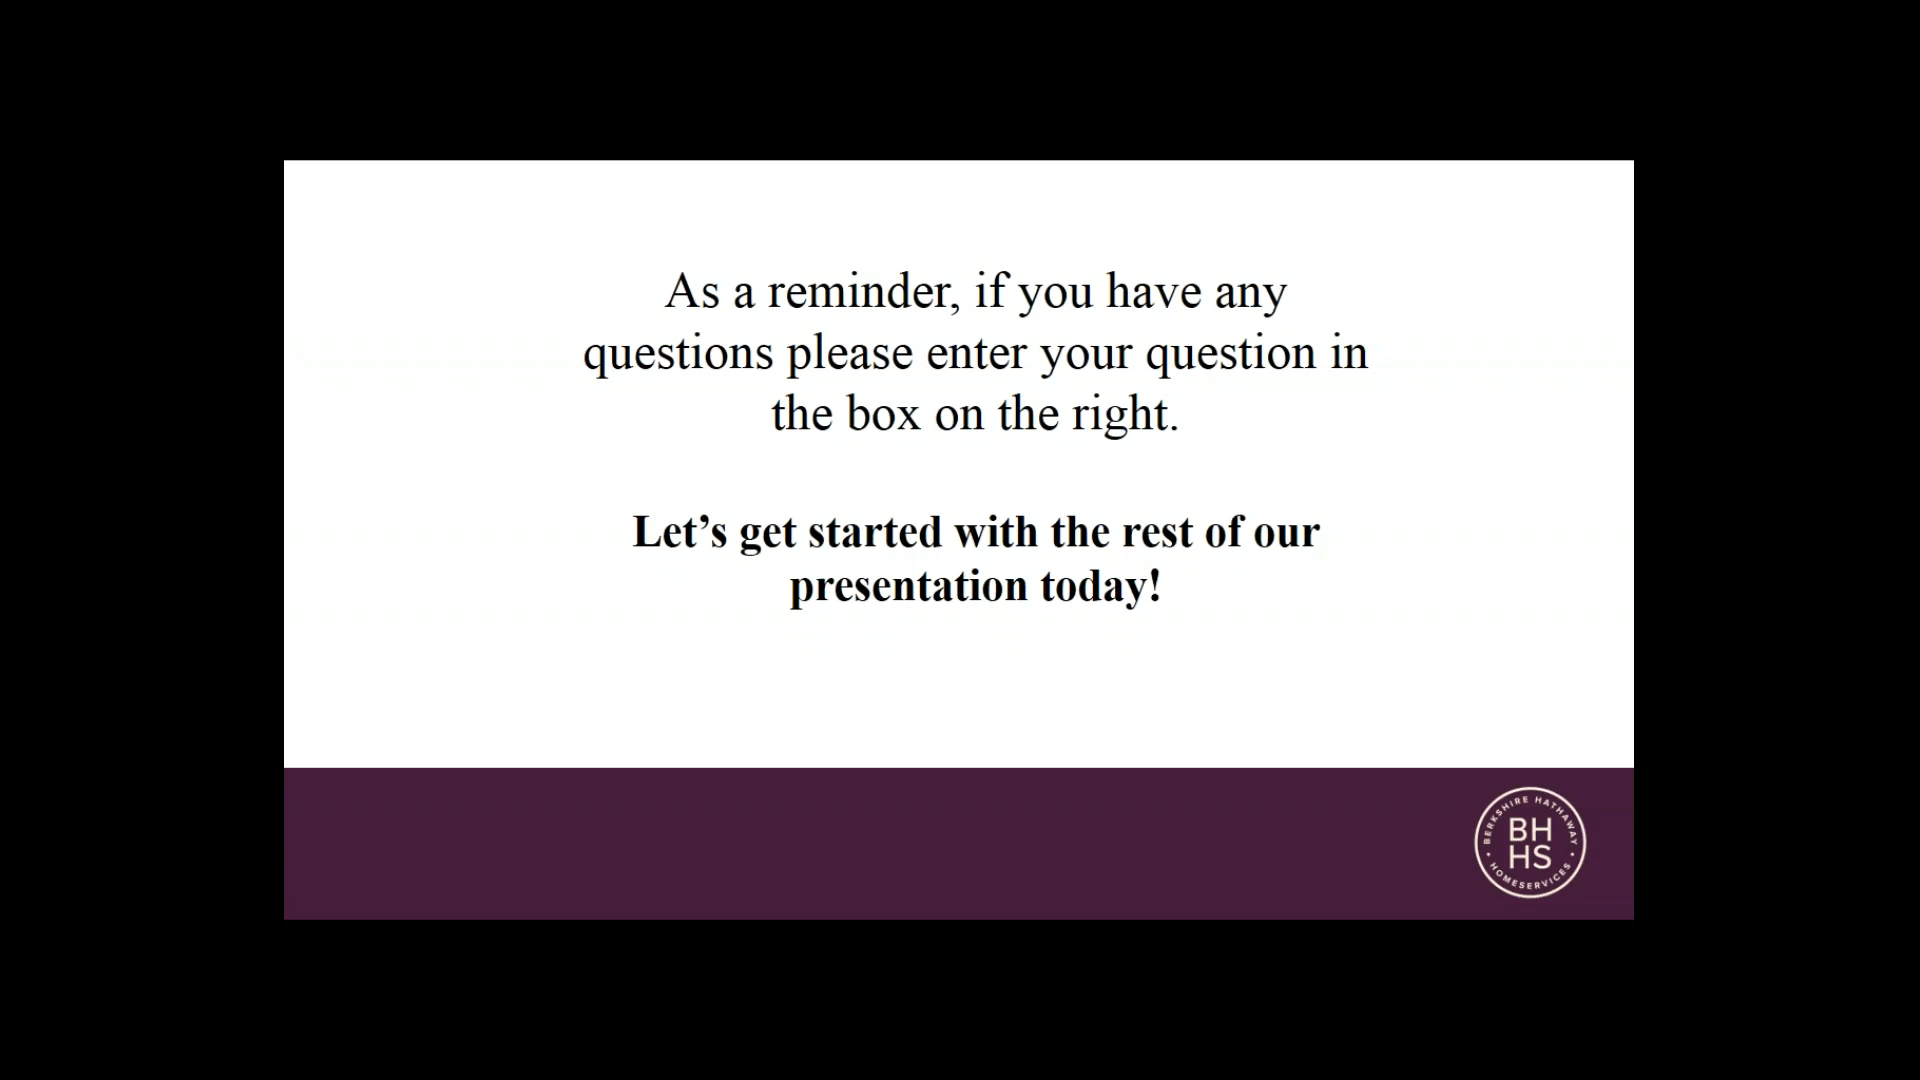 As a reminder, if you have any
questions please enter your question in
the box on the right.
Let’s get started with the rest of our
presentation today!
BERKSHIRE HATHAWAY
BH
HS
HOMESERVICES